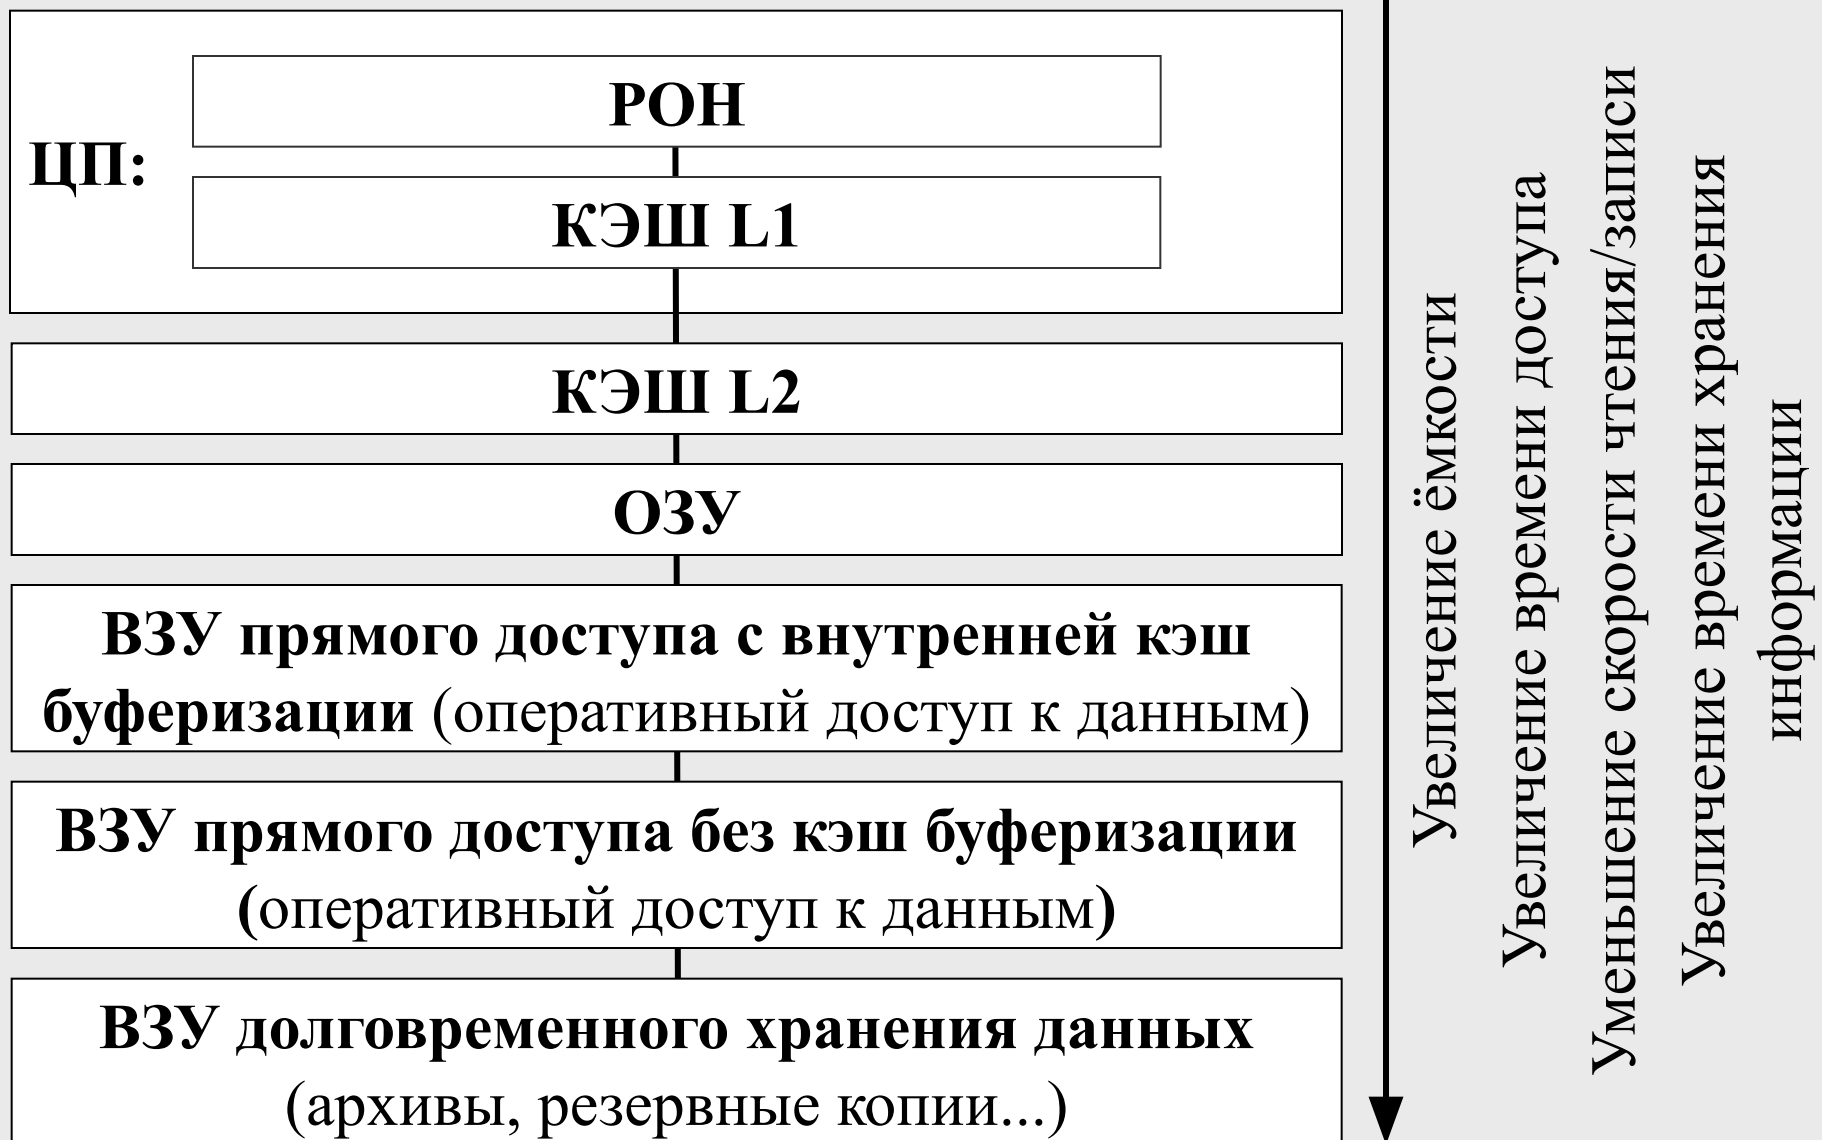 ЦП:
РОН
КЭШ L1
КЭШ L2
ОЗУ
ВЗУ прямого доступа с внутренней кэш
буферизации (оперативный доступ к данным)
ВЗУ прямого доступа без кэш буферизации
(оперативный доступ к данным)
ВЗУ долговременного хранения данных
(архивы, резервные копии...)
Увеличение ёмкости
Увеличение времени доступа
Уменьшение скорости чтения/записи
Увеличение времени хранения
информации